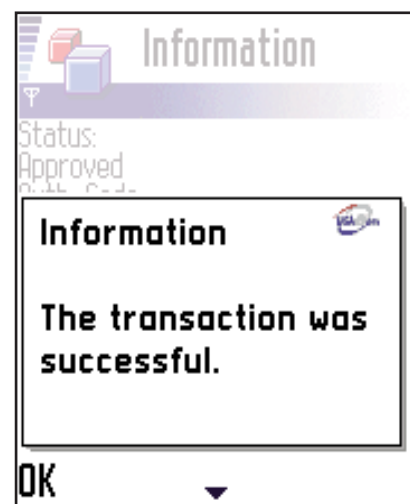 Information
Status:
Approved
Information
The transaction was
successful.
OK